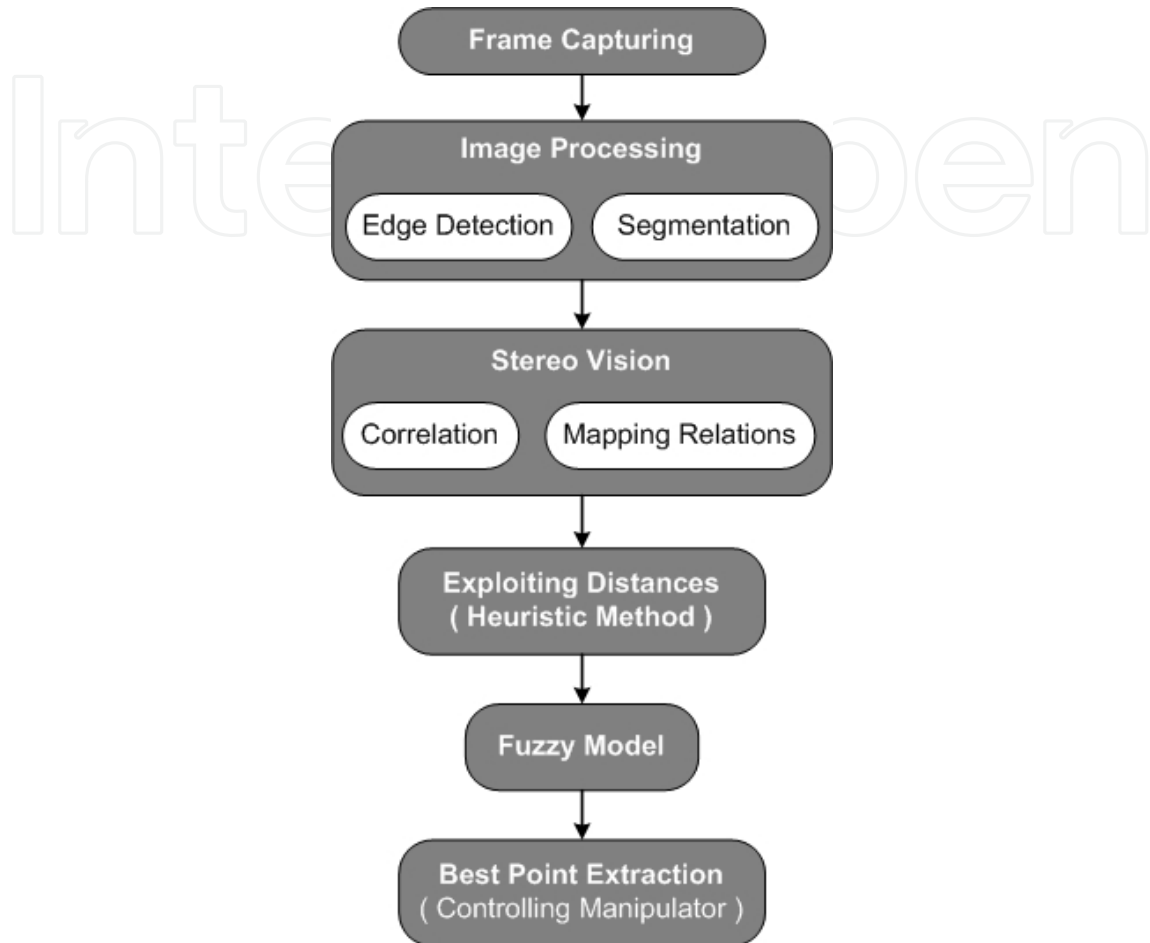 Frame Capturing
Image Processing
Edge Detection
Segmentation
Stereo Vision
Correlation
Mapping Relations
Exploiting Distances
( Heuristic Method )
Fuzzy Model
Best Point Extraction
( Controlling Manipulator )